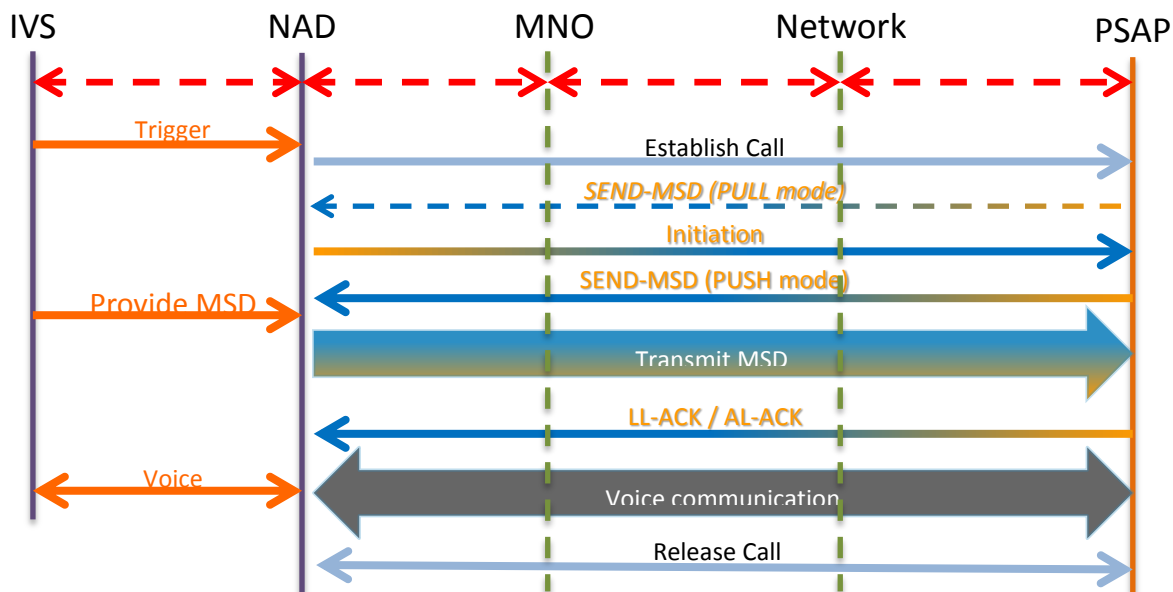 IVS
NAD
MNO
Network
PSAP
Trigger
Establish Call
SEND-MSD (PULL mode)
Initiation
SEND-MSD (PUSH mode)
Provide MSD
Transmit MSD
LL-ACK / AL-ACK
Voice
Voice communication
Release Call